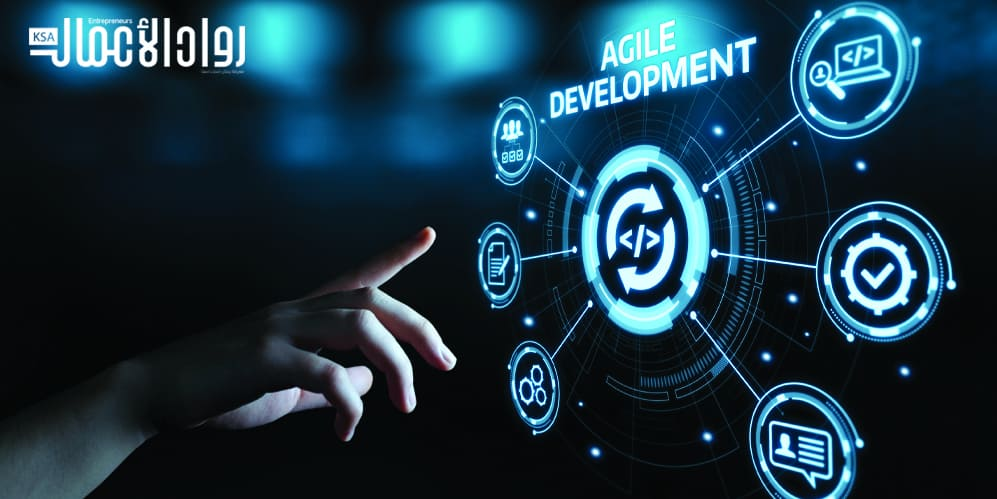 Entrepreneurs
KSA
رواد الأعمال
AGILE
DEVELOPMENT
</> 
</>